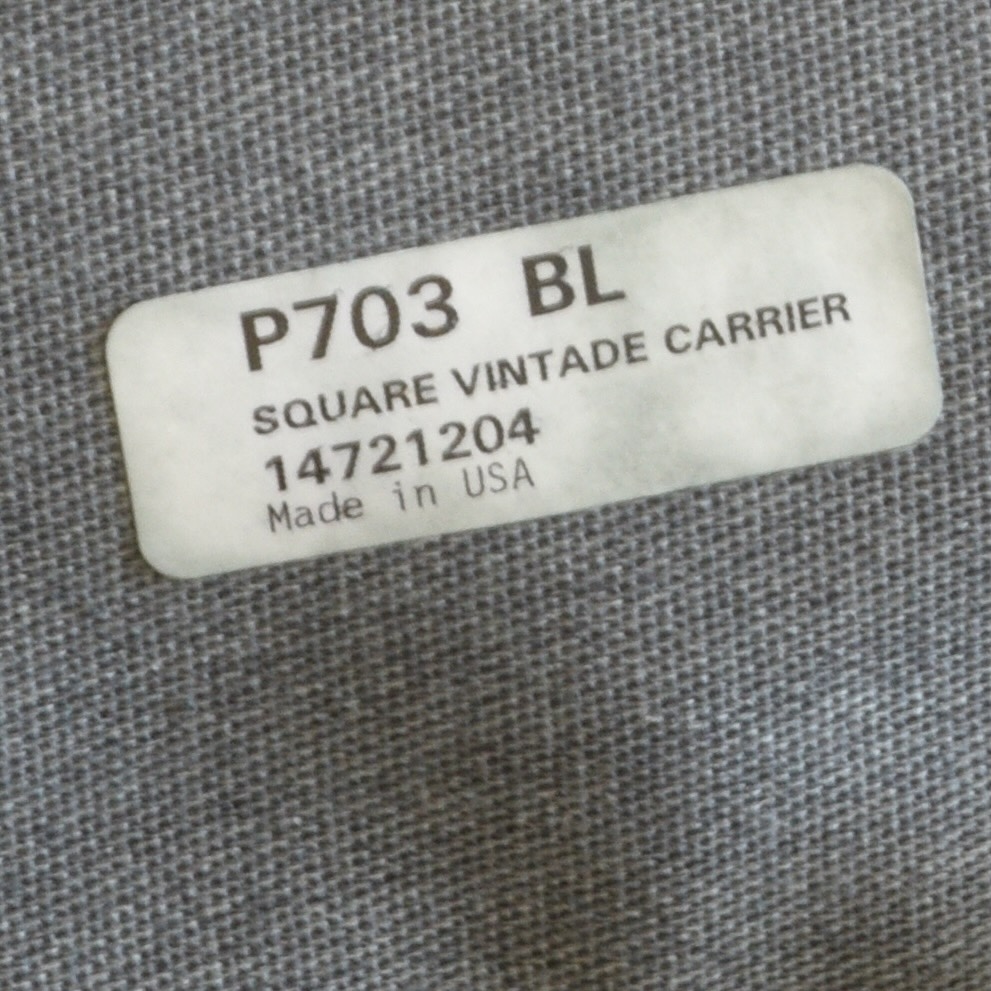 P703 BL
SQUARE VINTADE CARRIER
14721204
Made in USA